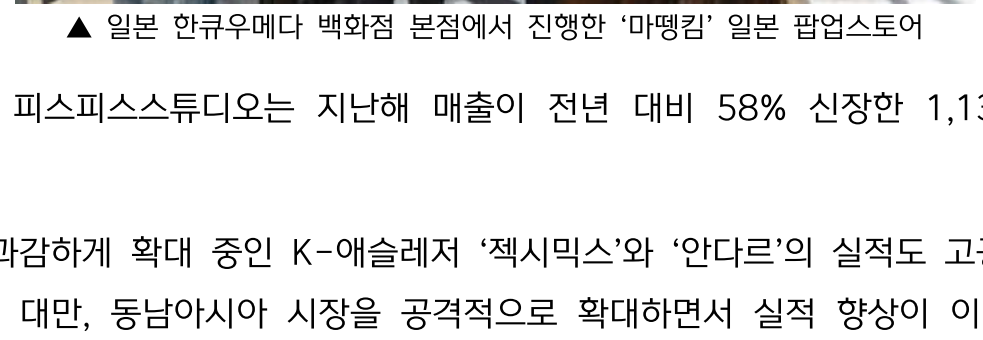 ▲ 일본 한큐우메다 백화점 본점에서 진행한 ‘마뗑킴’ 일본 팝업스토어
피스피스스튜디오는 지난해 매출이 전년 대비 58% 신장한
과감하게 확대 중인 K-애슬레저 ‘젝시믹스’와 ‘안다르’의 실적도
대만, 동남아시아 시장을 공격적으로 확대하면서 실적 향상이